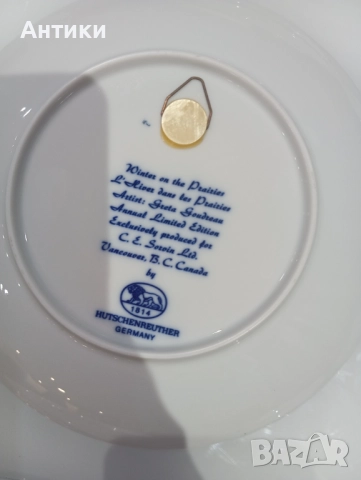 Антики
Winter on the Prairies
L'Hiver dans les Prairies
Artist: Greta Goudreau
Annual Limited Edition
Exclusively produced for
C. E. Ltd.
Vancouver, B. C. Canada
by
1814
HUTSCHENREUTHER
GERMANY
BAZAR